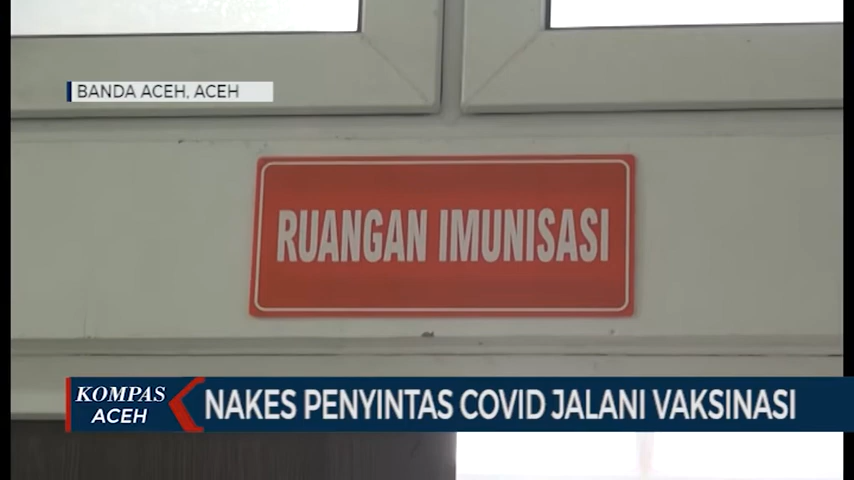 BANDA ACEH, ACEH
RUANGAN IMUNISASI
KOMPAS
ACEH
NAKES PENYINTAS COVID JALANI VAKSINASI